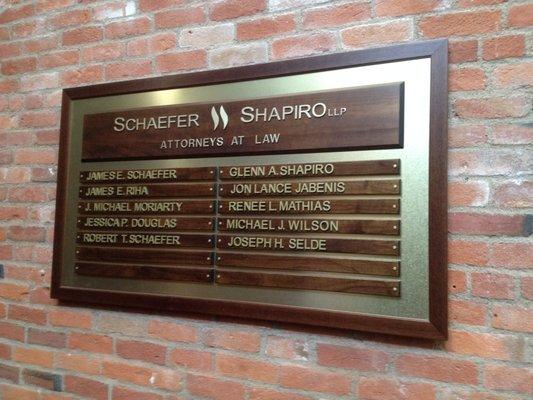 SCHAEFER SHAPIRO LLP
ATTORNEYS AT LAW
JAMES E. SCHAEFER
JAMES E. RIHA
J. MICHAEL MORIARTY
JESSICA P. DOUGLAS
ROBERT T. SCHAEFER
GLENN A. SHAPIRO
JON LANCE JABENIS
RENEE L. MATHIAS
MICHAEL J. WILSON
JOSEPH H. SELDE